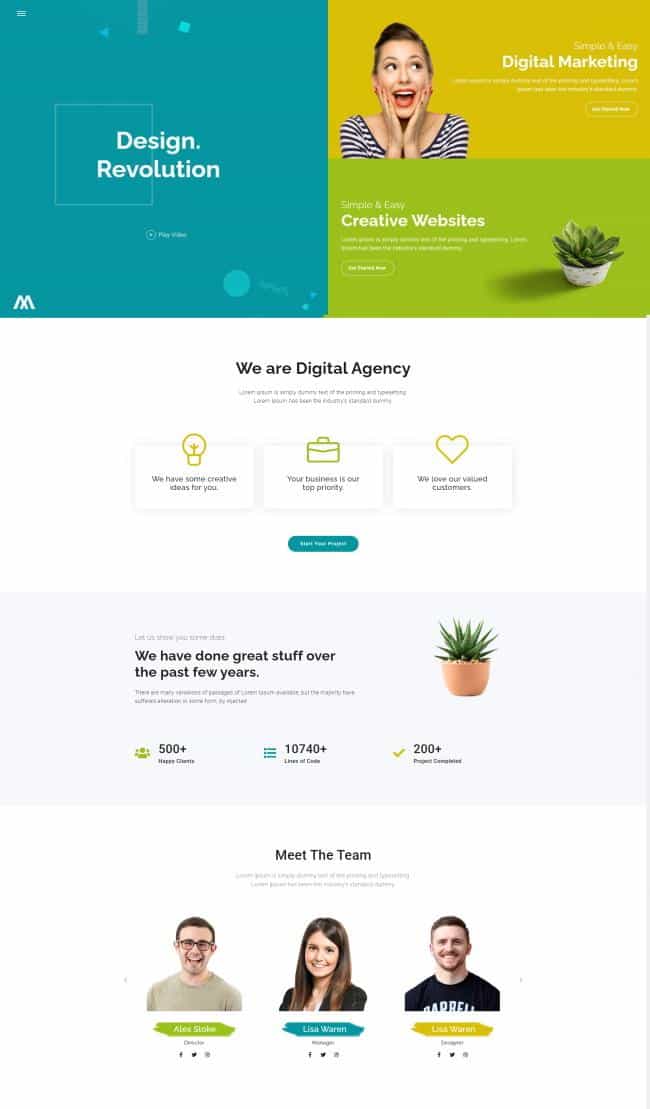 Design.
Revolution
Play Video
Simple & Easy
Digital Marketing
Lorem ipsum is simply dummy text of the printing and typesetting. Lorem
Ipsum has been the industry's standard dummy.
Get Started Now
Simple & Easy
Creative Websites
Lorem ipsum is simply dummy text of the printing and typesetting. Lorem
Ipsum has been the industry's standard dummy.
Get Started Now
We are Digital Agency
Lorem Ipsum is simply dummy text of the printing and typesetting
Lorem Ipsum has been the industry's standard dummy
We have some creative
ideas for you.
Your business is our
top priority.
We love our valued
customers.
Start Your Project
Let us show you some stats
We have done great stuff over
the past few years.
There are many variations of passages of Lorem Ipsum available, but the majority have
suffered alteration in some form, by injected
500+
Happy Clients
10740+
Lines of Code
200+
Project Completed
Meet The Team
Lorem Ipsum is simply dummy text of the printing and typesetting
Lorem Ipsum has been the industry's standard dummy
Alex Stoke
Director
Lisa Waren
Manager
Lisa Waren
Designer